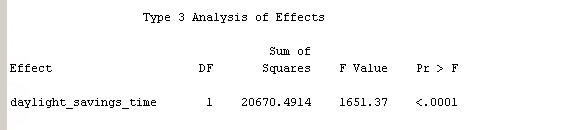 Type 3 Analysis of Effects
Sum of
Effect DF Squares F Value Pr > F
daylight_savings_time 1 20670.4914 1651.37 <.0001